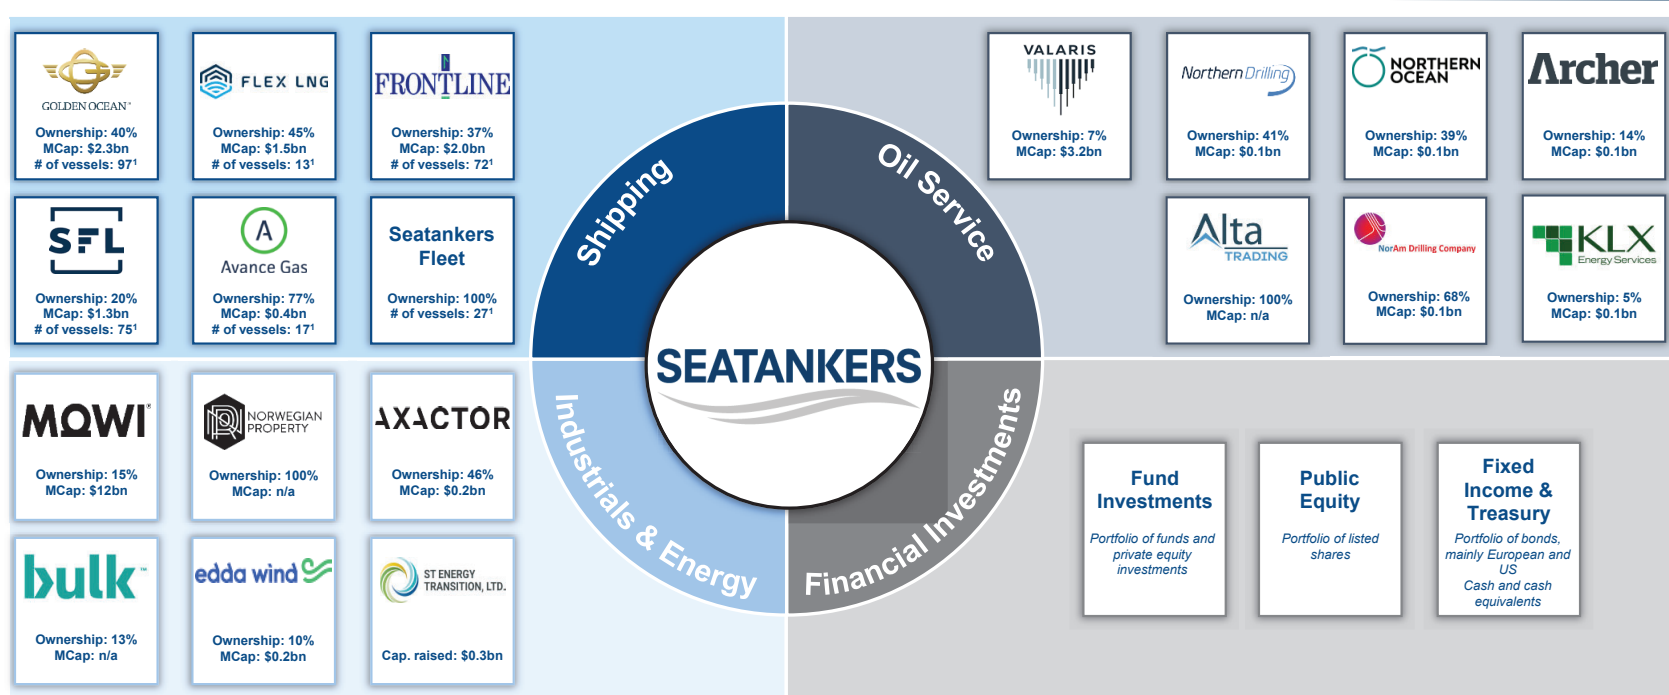 GOLDEN OCEAN®
Ownership: 40%
MCap: $2.3bn
# of vessels: 97¹
FLEX LNG
Ownership: 45%
MCap: $1.5bn
# of vessels: 13¹
FRONTLINE
Ownership: 37%
MCap: $2.0bn
# of vessels: 72¹
SFL
Ownership: 20%
MCap: $1.3bn
# of vessels: 75¹
A
Avance Gas
Ownership: 77%
MCap: $0.4bn
# of vessels: 17¹
Seatankers
Fleet
Ownership: 100%
# of vessels: 27¹
Shipping
Oil Service
VALARIS
Ownership: 7%
MCap: $3.2bn
Northern Drilling
Ownership: 41%
MCap: $0.1bn
NORTHERN
OCEAN
Ownership: 39%
MCap: $0.1bn
Archer
Ownership: 14%
MCap: $0.1bn
Alta
TRADING
Ownership: 100%
MCap: n/a
NorAm Drilling Company
Ownership: 68%
MCap: $0.1bn
KLX
Energy Services
Ownership: 5%
MCap: $0.1bn
SEATANKERS
MOWI®
Ownership: 15%
MCap: $12bn
NORWEGIAN
PROPERTY
Ownership: 100%
MCap: n/a
AXACTOR
Ownership: 46%
MCap: $0.2bn
bulk™
Ownership: 13%
MCap: n/a
edda wind
Ownership: 10%
MCap: $0.2bn
ST ENERGY
TRANSITION, LTD.
Cap. raised: $0.3bn
Industrials & Energy
Financial Investments
Fund
Investments
Portfolio of funds and
private equity
investments
Public
Equity
Portfolio of listed
shares
Fixed
Income &
Treasury
Portfolio of bonds,
mainly European and
US
Cash and cash
equivalents